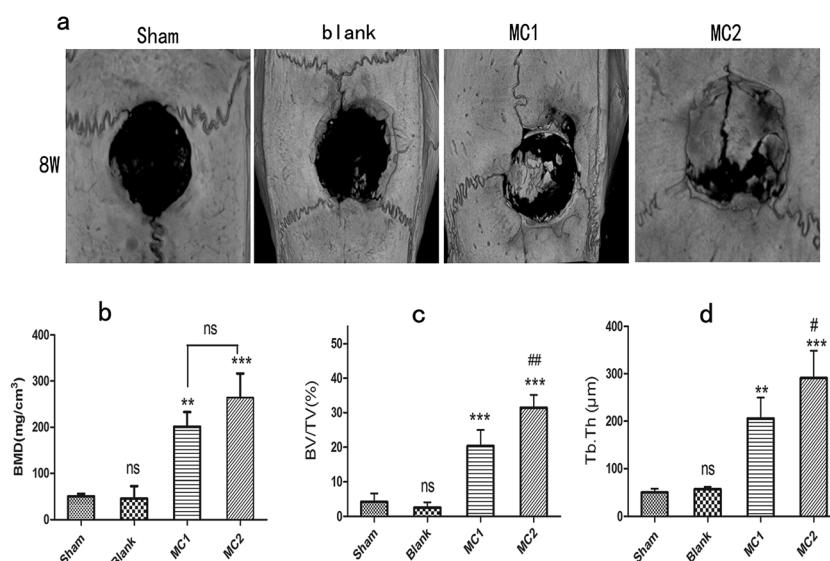 a
Sham
blank
MC1
MC2
8W
b
BMD(mg/cm³)
400
300
200
100
0
ns
ns
**
***
Sham
Blank
MC1
MC2
c
BV/TV(%)
50
40
30
20
10
0
ns
***
##
***
Sham
Blank
MC1
MC2
d
Tb.Th (μm)
400
300
200
100
0
ns
**
#
***
Sham
Blank
MC1
MC2